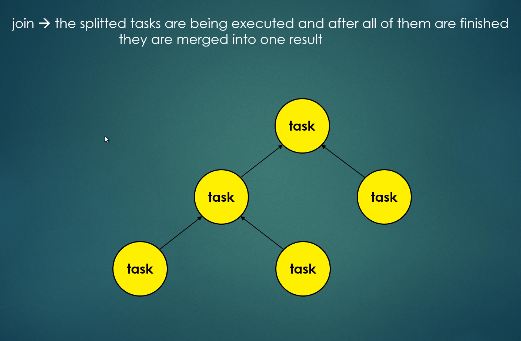 join → the splitted tasks are being executed and after all of them are finished
they are merged into one result
task
task
task
task
task